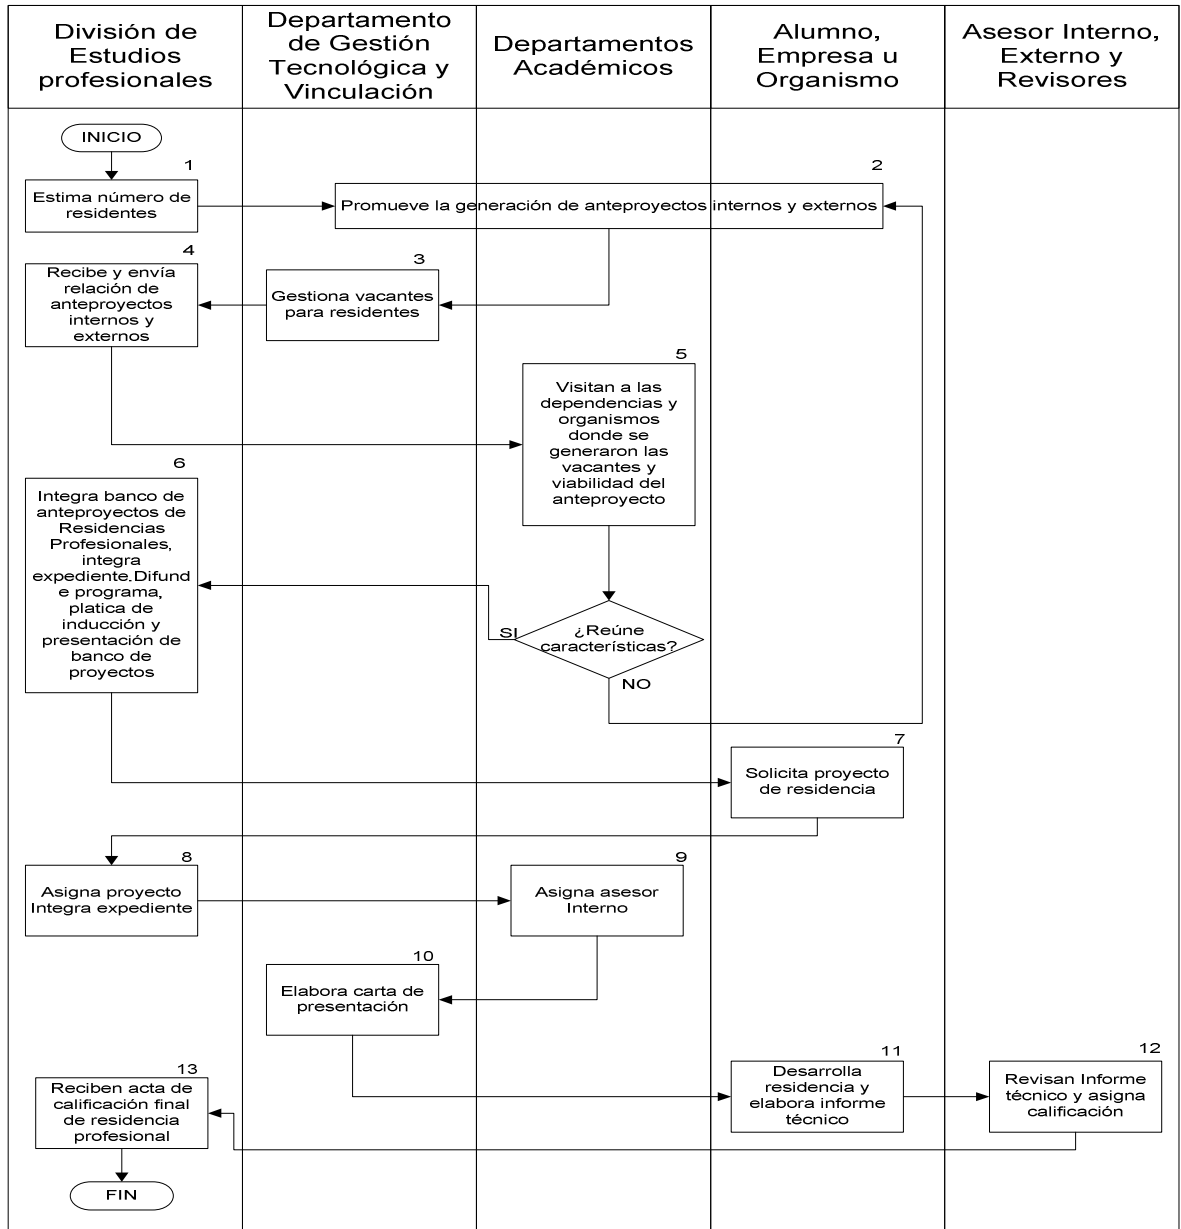 División de
Estudios
profesionales
Departamento
de Gestión
Tecnológica y
Vinculación
Departamentos
Académicos
Alumno,
Empresa u
Organismo
Asesor Interno,
Externo y
Revisores
INICIO
1
Estima número de
residentes
2
Promueve la generación de anteproyectos internos y externos
3
Gestiona vacantes
para residentes
4
Recibe y envía
relación de
anteproyectos
internos y
externos
5
Visitan a las
dependencias y
organismos
donde se
generaron las
vacantes y
viabilidad del
anteproyecto
¿Reúne
características?
SI
NO
6
Integra banco de
anteproyectos de
Residencias
Profesionales,
integra
expediente.Difund
e programa,
platica de
inducción y
presentación de
banco de
proyectos
7
Solicita proyecto
de residencia
8
Asigna proyecto
Integra expediente
9
Asigna asesor
Interno
10
Elabora carta de
presentación
11
Desarrolla
residencia y
elabora informe
técnico
12
Revisan Informe
técnico y asigna
calificación
13
Reciben acta de
calificación final
de residencia
profesional
FIN